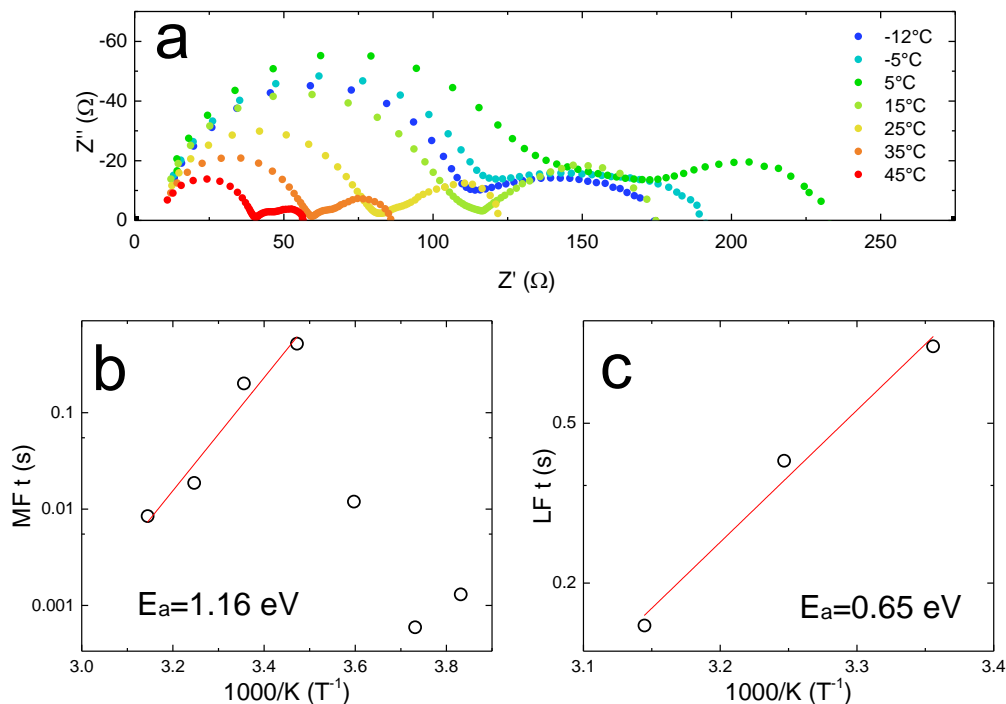 a
-60
-40
-20
0
Z'' (Ω)
0 50 100 150 200 250
Z' (Ω)
-12°C
-5°C
5°C
15°C
25°C
35°C
45°C
b
0.1
0.01
0.001
MF t (s)
Ea=1.16 eV
3.0 3.2 3.4 3.6 3.8
1000/K (T-1)
c
0.5
0.2
LF t (s)
Ea=0.65 eV
3.1 3.2 3.3 3.4
1000/K (T-1)